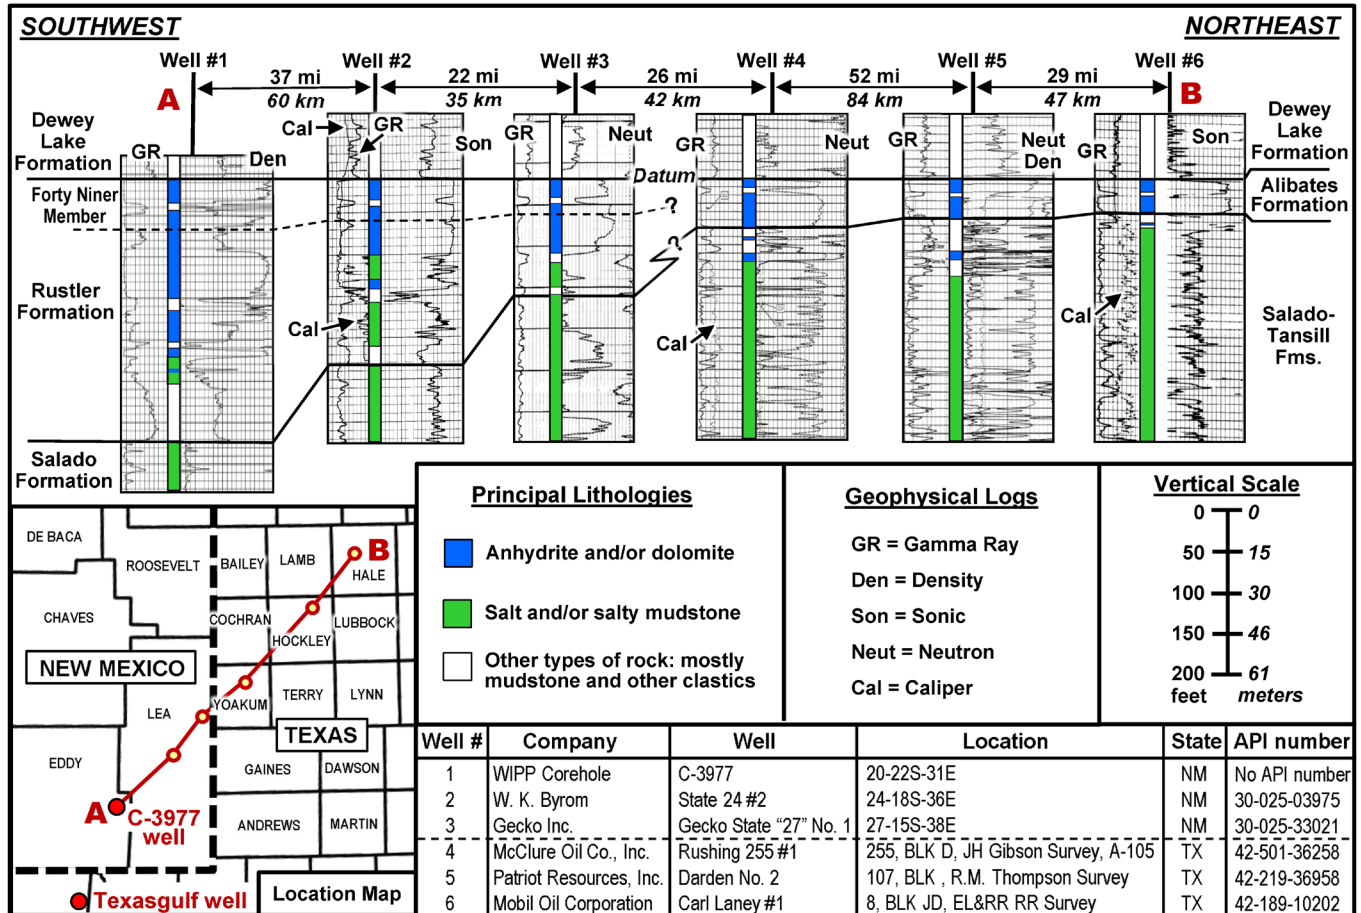 SOUTHWEST
NORTHEAST
Well #1
Well #2
Well #3
Well #4
Well #5
Well #6
37 mi
60 km
22 mi
35 km
26 mi
42 km
52 mi
84 km
29 mi
47 km
A
B
Dewey
Lake
Formation
GR
Den
Cal
GR
Son
GR
Neut
GR
Neut
GR
Neut
Den
GR
Son
Dewey
Lake
Formation
Datum
Forty Niner
Member
?
?
Alibates
Formation
Rustler
Formation
Cal
Cal
Cal
Salado-
Tansill
Fms.
Salado
Formation
DE BACA
ROOSEVELT
BAILEY
LAMB
B
HALE
CHAVES
COCHRAN
HOCKLEY
LUBBOCK
NEW MEXICO
LEA
YOAKUM
TERRY
LYNN
TEXAS
EDDY
GAINES
DAWSON
A
C-3977
well
ANDREWS
MARTIN
Texasgulf well
Location Map
Principal Lithologies
Anhydrite and/or dolomite
Salt and/or salty mudstone
Other types of rock: mostly
mudstone and other clastics
Geophysical Logs
GR = Gamma Ray
Den = Density
Son = Sonic
Neut = Neutron
Cal = Caliper
Vertical Scale
0 0
50 15
100 30
150 46
200 61
feet meters
Well # Company Well Location State API number
1 WIPP Corehole C-3977 20-22S-31E NM No API number
2 W. K. Byrom State 24 #2 24-18S-36E NM 30-025-03975
3 Gecko Inc. Gecko State “27” No. 1 27-15S-38E NM 30-025-33021
4 McClure Oil Co., Inc. Rushing 255 #1 255, BLK D, JH Gibson Survey, A-105 TX 42-501-36258
5 Patriot Resources, Inc. Darden No. 2 107, BLK , R.M. Thompson Survey TX 42-219-36958
6 Mobil Oil Corporation Carl Laney #1 8, BLK JD, EL&RR RR Survey TX 42-189-10202